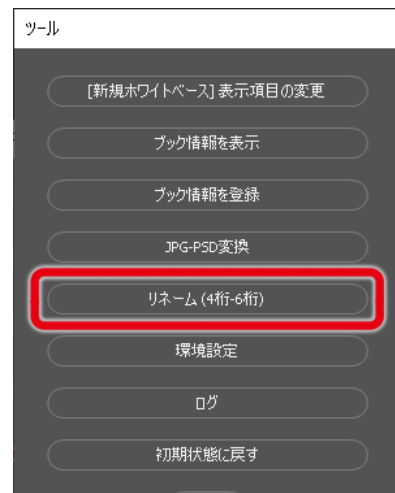 ツール
[新規ホワイトベース] 表示項目の変更
ブック情報を表示
ブック情報を登録
JPG-PSD変換
リネーム (4桁-6桁)
環境設定
ログ
初期状態に戻す